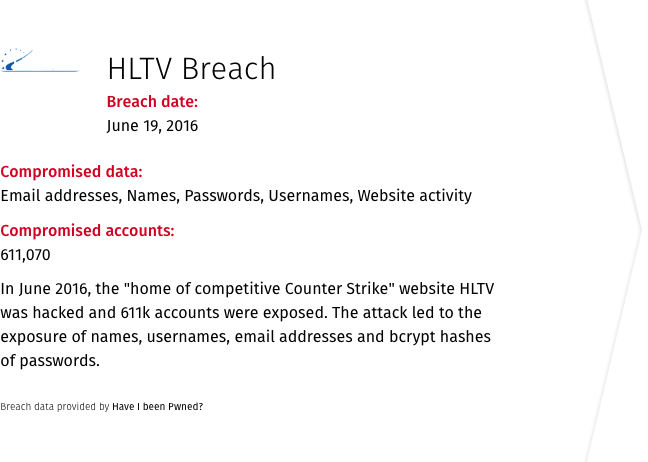 HLTV Breach
Breach date:
June 19, 2016
Compromised data:
Email addresses, Names, Passwords, Usernames, Website activity
Compromised accounts:
611,070
In June 2016, the "home of competitive Counter Strike" website HLTV
was hacked and 611k accounts were exposed. The attack led to the
exposure of names, usernames, email addresses and bcrypt hashes
of passwords.
Breach data provided by Have I been Pwned?